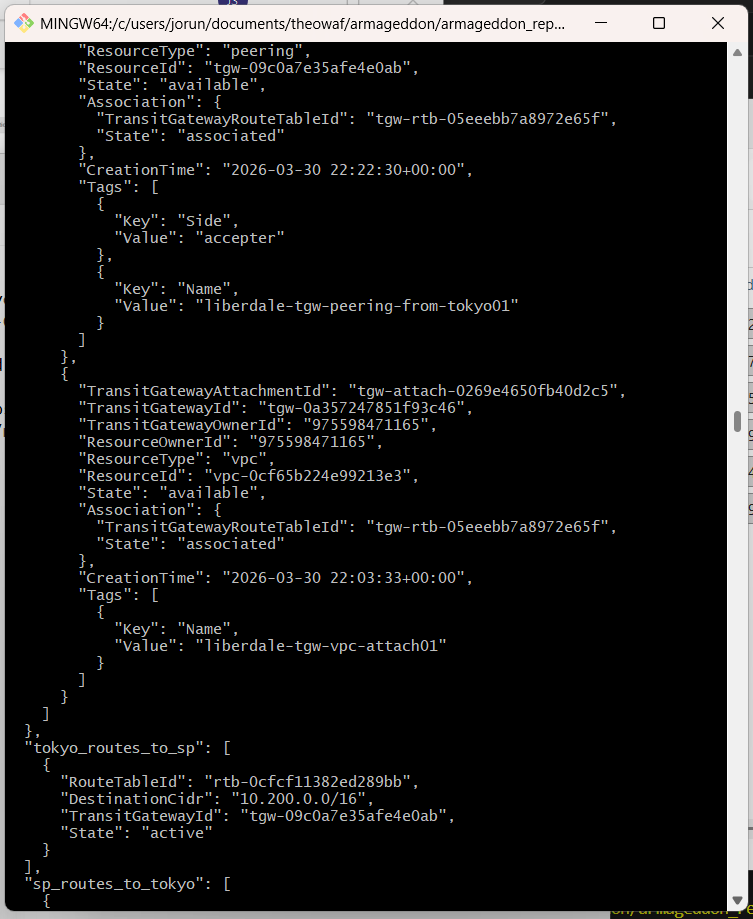 MINGW64:/c/users/jorun/documents/theowaf/armageddon/armageddon_rep...
"ResourceType": "peering",
"ResourceId": "tgw-09c0a7e35afe4e0ab",
"State": "available",
"Association": {
"TransitGatewayRouteTableId": "tgw-rtb-05eeebb7a8972e65f",
"State": "associated"
},
"CreationTime": "2026-03-30 22:22:30+00:00",
"Tags": [
{
"Key": "Side",
"Value": "accepter"
},
{
"Key": "Name",
"Value": "liberdale-tgw-peering-from-tokyo01"
}
]
},
{
"TransitGatewayAttachmentId": "tgw-attach-0269e4650fb40d2c5",
"TransitGatewayId": "tgw-0a357247851f93c46",
"TransitGatewayOwnerId": "975598471165",
"ResourceOwnerId": "975598471165",
"ResourceType": "vpc",
"ResourceId": "vpc-0cf65b224e99213e3",
"State": "available",
"Association": {
"TransitGatewayRouteTableId": "tgw-rtb-05eeebb7a8972e65f",
"State": "associated"
},
"CreationTime": "2026-03-30 22:03:33+00:00",
"Tags": [
{
"Key": "Name",
"Value": "liberdale-tgw-vpc-attach01"
}
]
}
]
},
"tokyo_routes_to_sp": [
{
"RouteTableId": "rtb-0cfcf11382ed289bb",
"DestinationCidr": "10.200.0.0/16",
"TransitGatewayId": "tgw-09c0a7e35afe4e0ab",
"State": "active"
}
],
"sp_routes_to_tokyo": [
{